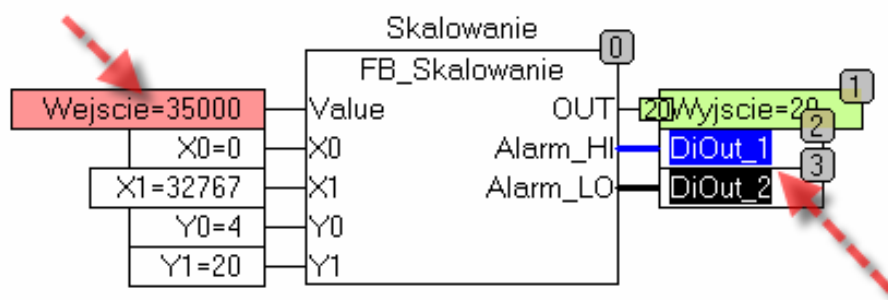 Skalowanie
0
FB_Skalowanie
1
Wejscie=35000 Value OUT 20 Wyjscie=20
2
X0=0 X0 Alarm_HI DiOut_1
3
X1=32767 X1 Alarm_LO DiOut_2
Y0=4 Y0
Y1=20 Y1